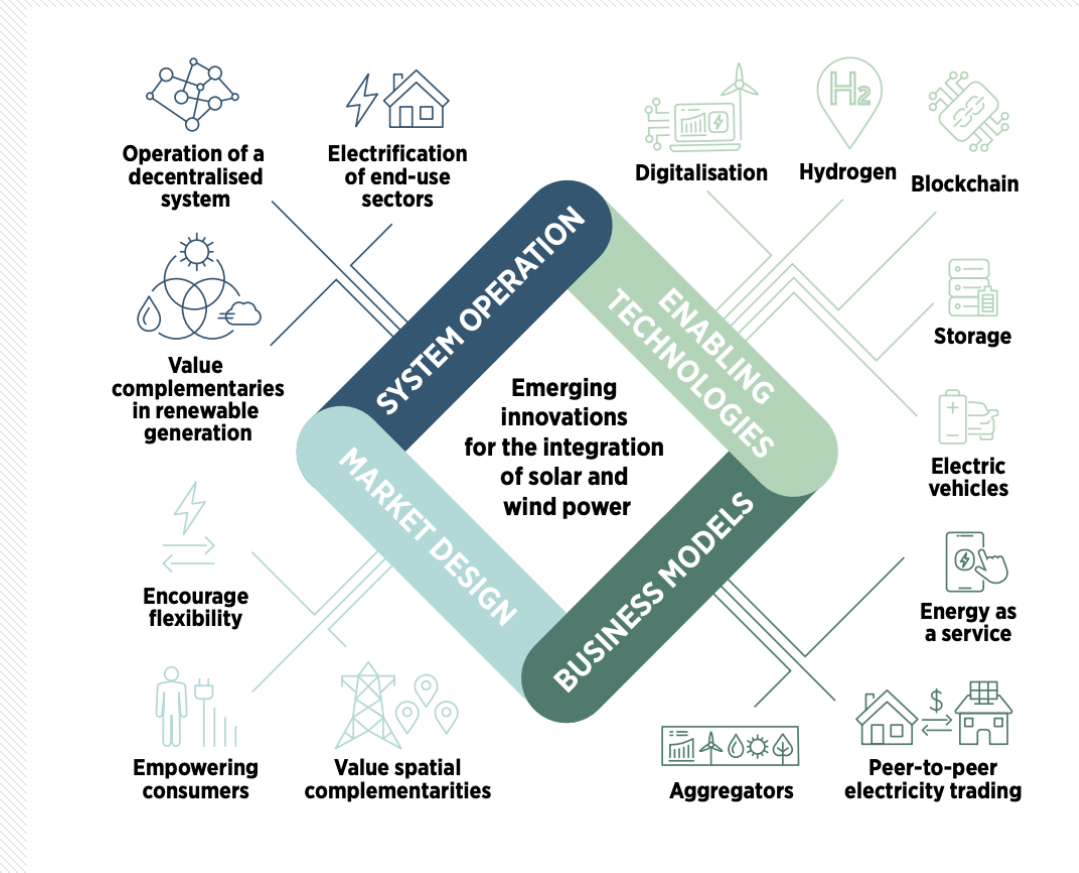 Operation of a
decentralised
system
Electrification
of end-use
sectors
Digitalisation
H2
Hydrogen
Blockchain
SYSTEM OPERATION
ENABLING
TECHNOLOGIES
Value
complementaries
in renewable
generation
Storage
Emerging
innovations
for the integration
of solar and
wind power
Electric
vehicles
MARKET DESIGN
BUSINESS MODELS
Encourage
flexibility
Energy as
a service
Empowering
consumers
Value spatial
complementarities
Aggregators
$
Peer-to-peer
electricity trading